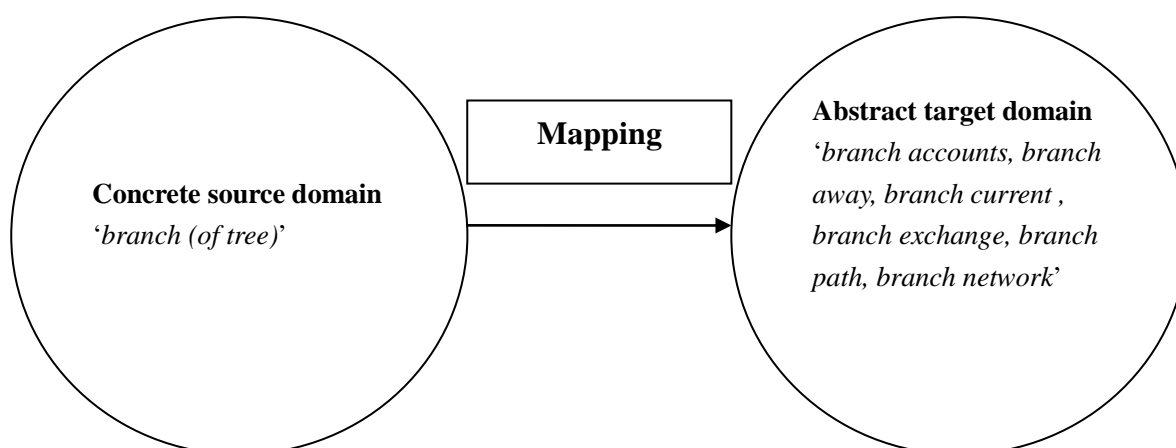 Concrete source domain
‘branch (of tree)’
Mapping
Abstract target domain
‘branch accounts, branch
away, branch current ,
branch exchange, branch
path, branch network’